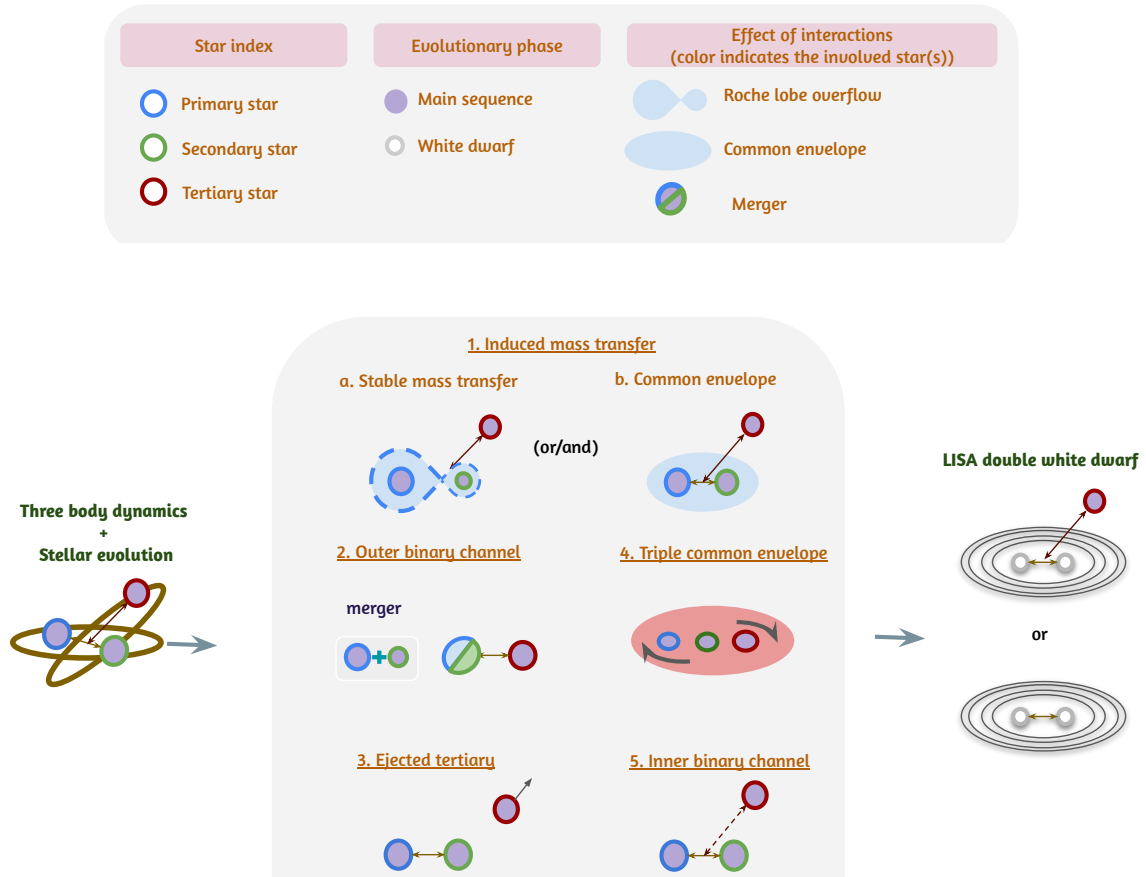 Star index
Evolutionary phase
Effect of interactions
(color indicates the involved star(s))
Primary star
Secondary star
Tertiary star
Main sequence
White dwarf
Roche lobe overflow
Common envelope
Merger
Three body dynamics
+
Stellar evolution
1. Induced mass transfer
a. Stable mass transfer
b. Common envelope
(or/and)
2. Outer binary channel
merger
+
4. Triple common envelope
3. Ejected tertiary
5. Inner binary channel
LISA double white dwarf
or